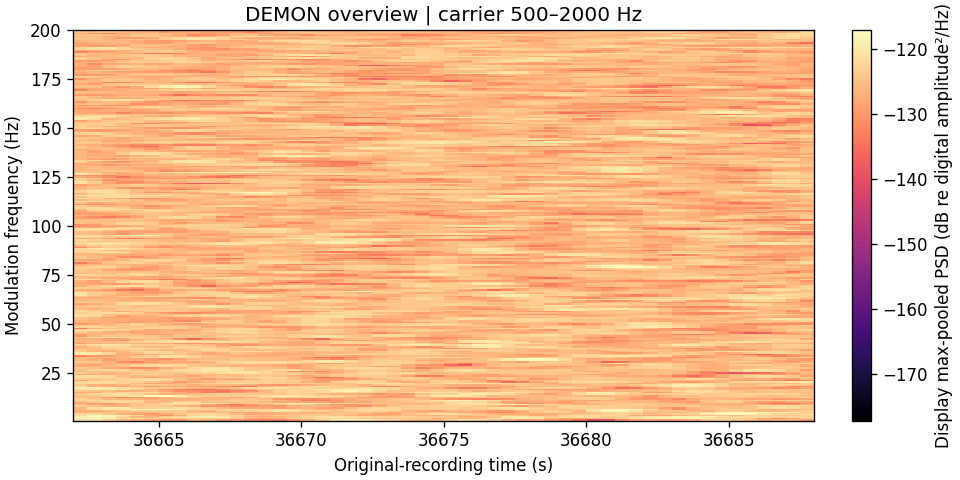 DEMON overview | carrier 500–2000 Hz
200
175
150
125
100
75
50
25
Modulation frequency (Hz)
36665 36670 36675 36680 36685
Original-recording time (s)
−120
−130
−140
−150
−160
−170
Display max-pooled PSD (dB re digital amplitude²/Hz)